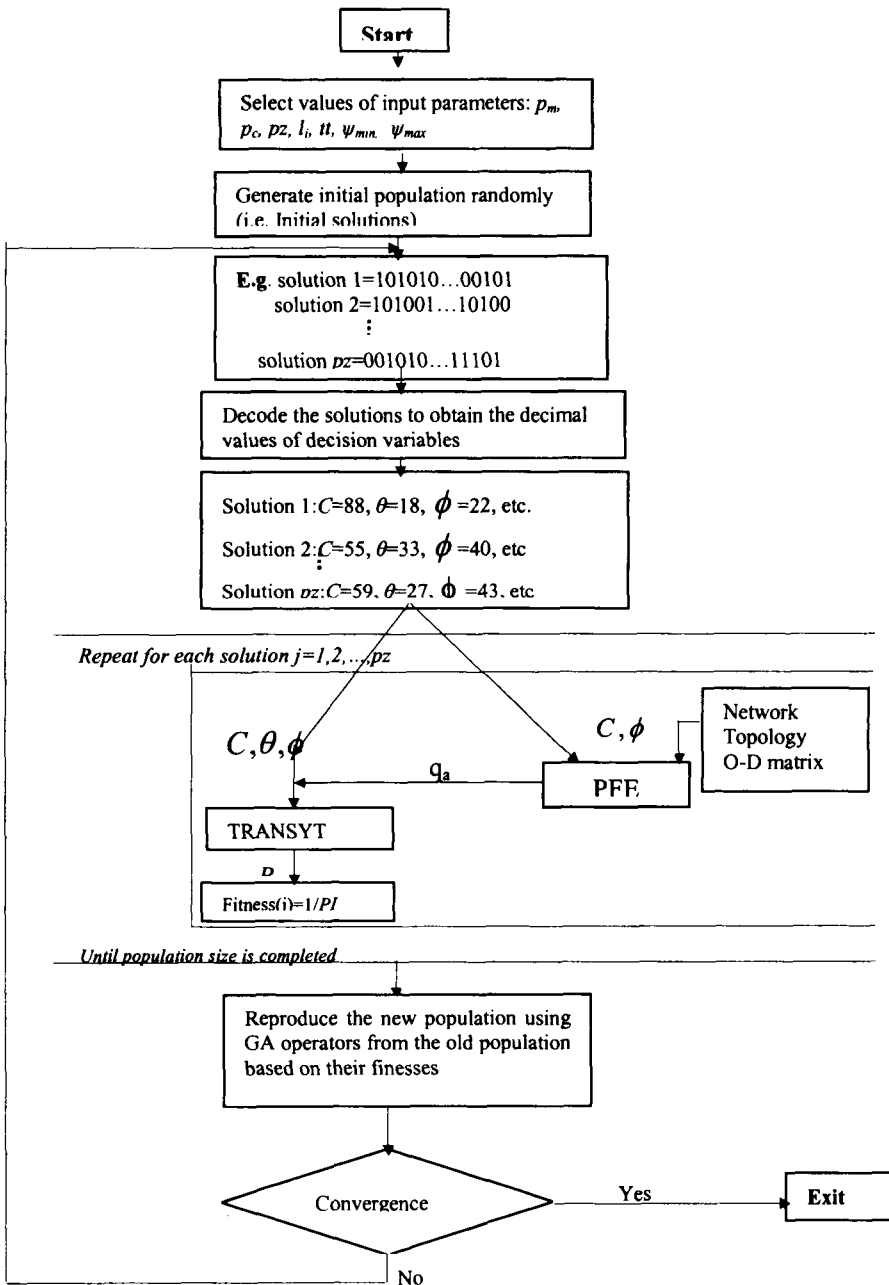 Start
Select values of input parameters: pₘ,
p_c, pz, lᵢ, tt, ψ_min, ψ_max
Generate initial population randomly
(i.e. Initial solutions)
E.g. solution 1=101010…00101
solution 2=101001…10100
⋮
solution pz=001010…11101
Decode the solutions to obtain the decimal
values of decision variables
Solution 1:C=88, θ=18, ϕ =22, etc.
Solution 2:C=55, θ=33, ϕ =40, etc
⋮
Solution pz:C=59, θ=27, ϕ =43, etc
Repeat for each solution j=1,2,...,pz
C,θ,ϕ
C,ϕ
Network
Topology
O-D matrix
qₐ
PFE
TRANSYT
Fitness(j)=1/PI
Until population size is completed
Reproduce the new population using
GA operators from the old population
based on their finesses
Convergence
Yes
Exit
No